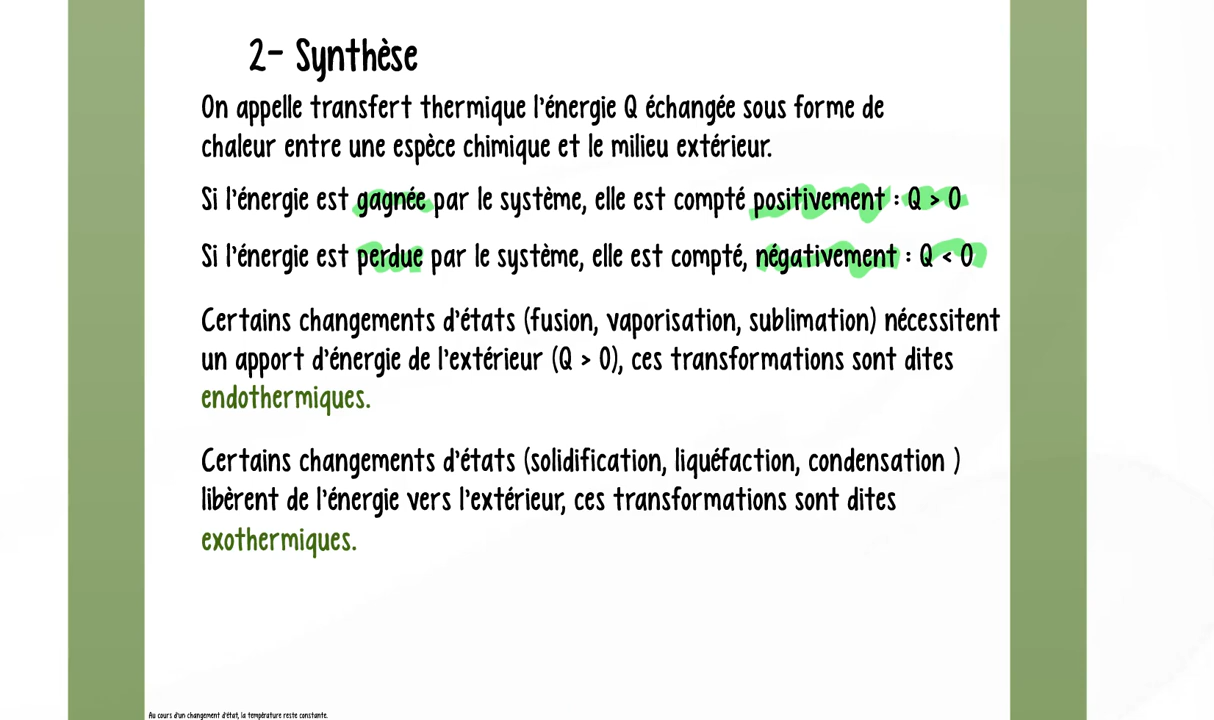 2- Synthèse
On appelle transfert thermique l'énergie Q échangée sous forme de
chaleur entre une espèce chimique et le milieu extérieur.
Si l'énergie est gagnée par le système, elle est compté positivement : Q > 0
Si l'énergie est perdue par le système, elle est compté, négativement : Q < 0
Certains changements d'états (fusion, vaporisation, sublimation) nécessitent
un apport d'énergie de l'extérieur (Q > 0), ces transformations sont dites
endothermiques.
Certains changements d'états (solidification, liquéfaction, condensation )
libèrent de l'énergie vers l'extérieur, ces transformations sont dites
exothermiques.
Au cours d'un changement d'état, la température reste constante.